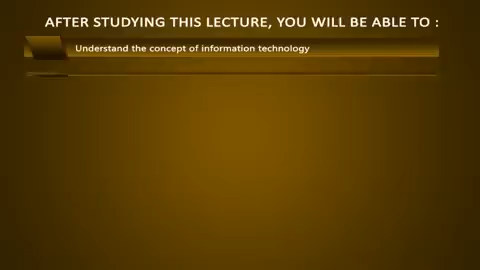 AFTER STUDYING THIS LECTURE, YOU WILL BE ABLE TO :
Understand the concept of information technology